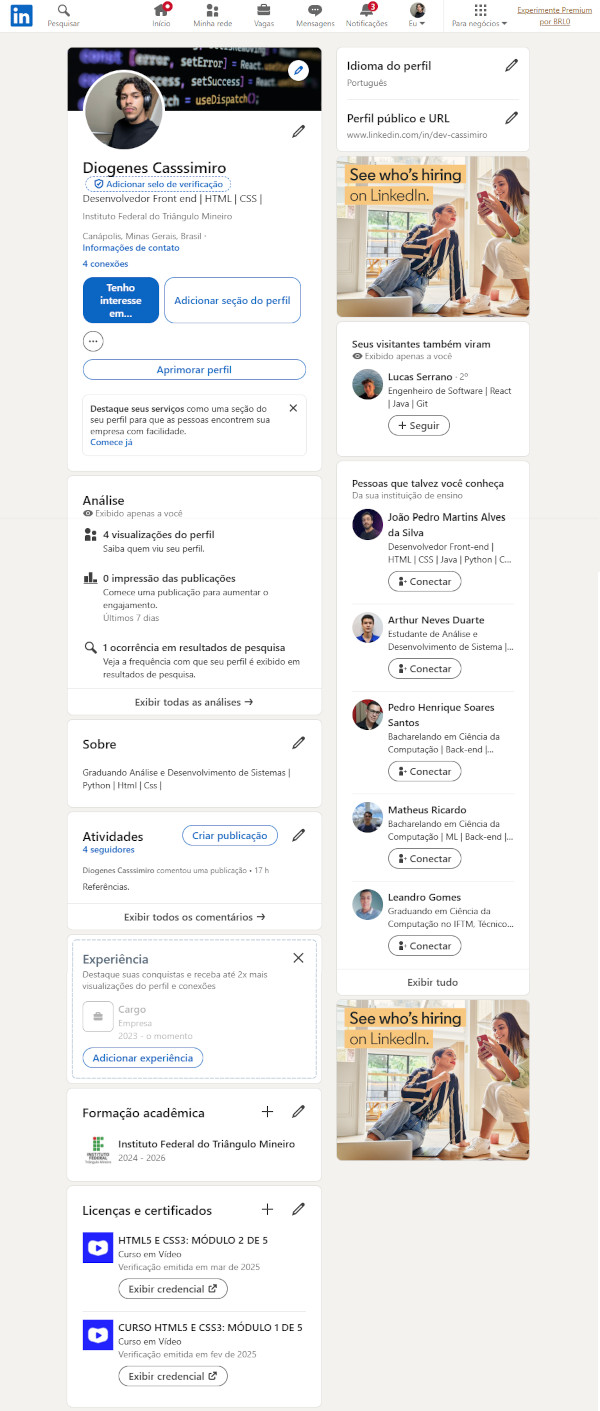 in
Pesquisar
Início
Minha rede
Vagas
Mensagens
3
Notificações
Eu
Para negócios
Experimente Premium
por BRL0
const [error, setError] = React.
success, setSuccess] = React.use
= useDispatch();
Diogenes Casssimiro
Adicionar selo de verificação
Desenvolvedor Front end | HTML | CSS |
Instituto Federal do Triângulo Mineiro
Canápolis, Minas Gerais, Brasil ·
Informações de contato
4 conexões
Tenho
interesse
em...
Adicionar seção do perfil
Aprimorar perfil
Destaque seus serviços como uma seção do
seu perfil para que as pessoas encontrem sua
empresa com facilidade.
Comece já
Análise
Exibido apenas a você
4 visualizações do perfil
Saiba quem viu seu perfil.
0 impressão das publicações
Comece uma publicação para aumentar o
engajamento.
Últimos 7 dias
1 ocorrência em resultados de pesquisa
Veja a frequência com que seu perfil é exibido em
resultados de pesquisa.
Exibir todas as análises →
Sobre
Graduando Análise e Desenvolvimento de Sistemas |
Python | Html | Css |
Atividades
Criar publicação
4 seguidores
Diogenes Casssimiro comentou uma publicação • 17 h
Referências.
Exibir todos os comentários →
Experiência
Destaque suas conquistas e receba até 2x mais
visualizações do perfil e conexões
Cargo
Empresa
2023 - o momento
Adicionar experiência
Formação acadêmica
INSTITUTO
FEDERAL
Triângulo Mineiro
Instituto Federal do Triângulo Mineiro
2024 - 2026
Licenças e certificados
HTML5 E CSS3: MÓDULO 2 DE 5
Curso em Vídeo
Verificação emitida em mar de 2025
Exibir credencial
CURSO HTML5 E CSS3: MÓDULO 1 DE 5
Curso em Vídeo
Verificação emitida em fev de 2025
Exibir credencial
Idioma do perfil
Português
Perfil público e URL
www.linkedin.com/in/dev-cassimiro
See who's hiring
on LinkedIn.
Seus visitantes também viram
Exibido apenas a você
Lucas Serrano · 2º
Engenheiro de Software | React
| Java | Git
+ Seguir
Pessoas que talvez você conheça
Da sua instituição de ensino
João Pedro Martins Alves
da Silva
Desenvolvedor Front-end |
HTML | CSS | Java | Python | C...
Conectar
Arthur Neves Duarte
Estudante de Análise e
Desenvolvimento de Sistema |...
Conectar
Pedro Henrique Soares
Santos
Bacharelando em Ciência da
Computação | Back-end |...
Conectar
Matheus Ricardo
Bacharelando em Ciência da
Computação | ML | Back-end |...
Conectar
Leandro Gomes
Graduando em Ciência da
Computação no IFTM, Técnico...
Conectar
Exibir tudo
See who's hiring
on LinkedIn.